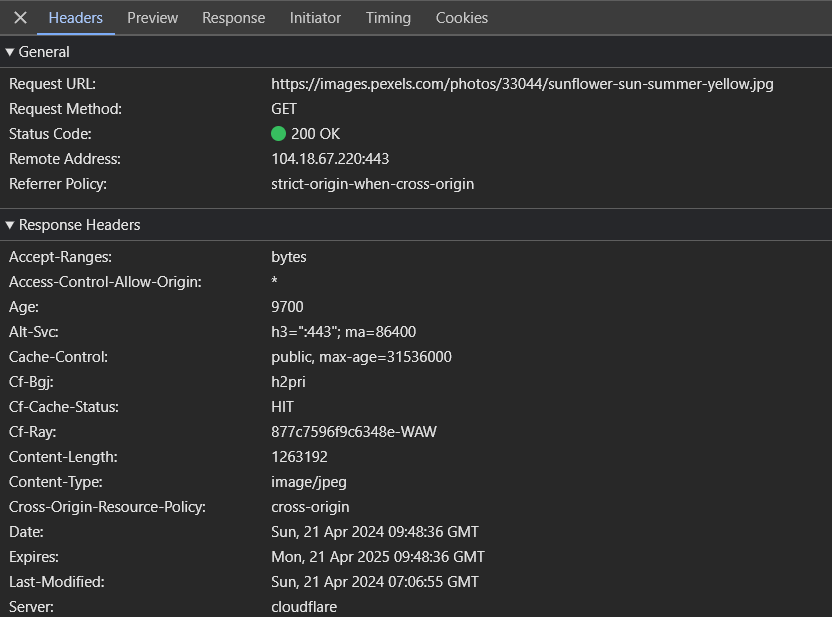 Headers Preview Response Initiator Timing Cookies
General
Request URL: https://images.pexels.com/photos/33044/sunflower-sun-summer-yellow.jpg
Request Method: GET
Status Code: 200 OK
Remote Address: 104.18.67.220:443
Referrer Policy: strict-origin-when-cross-origin
Response Headers
Accept-Ranges: bytes
Access-Control-Allow-Origin: *
Age: 9700
Alt-Svc: h3=":443"; ma=86400
Cache-Control: public, max-age=31536000
Cf-Bgj: h2pri
Cf-Cache-Status: HIT
Cf-Ray: 877c7596f9c6348e-WAW
Content-Length: 1263192
Content-Type: image/jpeg
Cross-Origin-Resource-Policy: cross-origin
Date: Sun, 21 Apr 2024 09:48:36 GMT
Expires: Mon, 21 Apr 2025 09:48:36 GMT
Last-Modified: Sun, 21 Apr 2024 07:06:55 GMT
Server: cloudflare